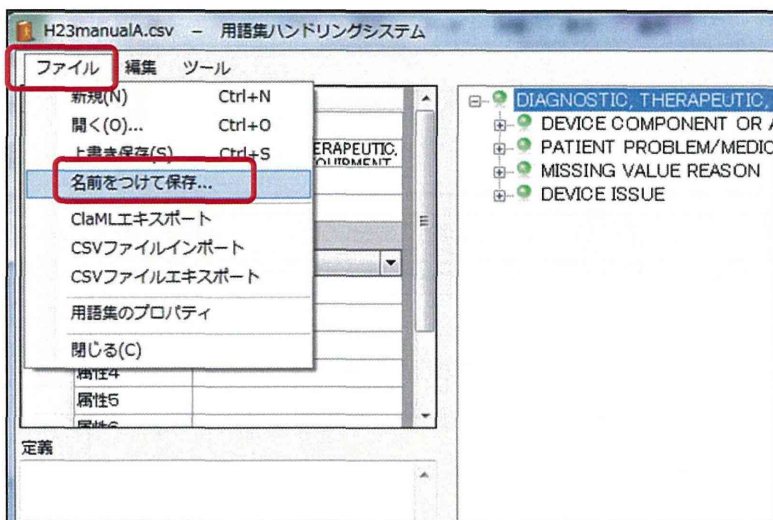 H23manualA.csv － 用語集ハンドリングシステム
ファイル 編集 ツール
新規(N) Ctrl+N
開く(O)... Ctrl+O
上書き保存(S) Ctrl+S
名前をつけて保存...
ClaMLエキスポート
CSVファイルインポート
CSVファイルエキスポート
用語集のプロパティ
閉じる(C)
ERAPEUTIC,
QUIPMENT
属性4
属性5
属性6
定義
DIAGNOSTIC, THERAPEUTIC,
DEVICE COMPONENT OR A
PATIENT PROBLEM/MEDIC
MISSING VALUE REASON
DEVICE ISSUE